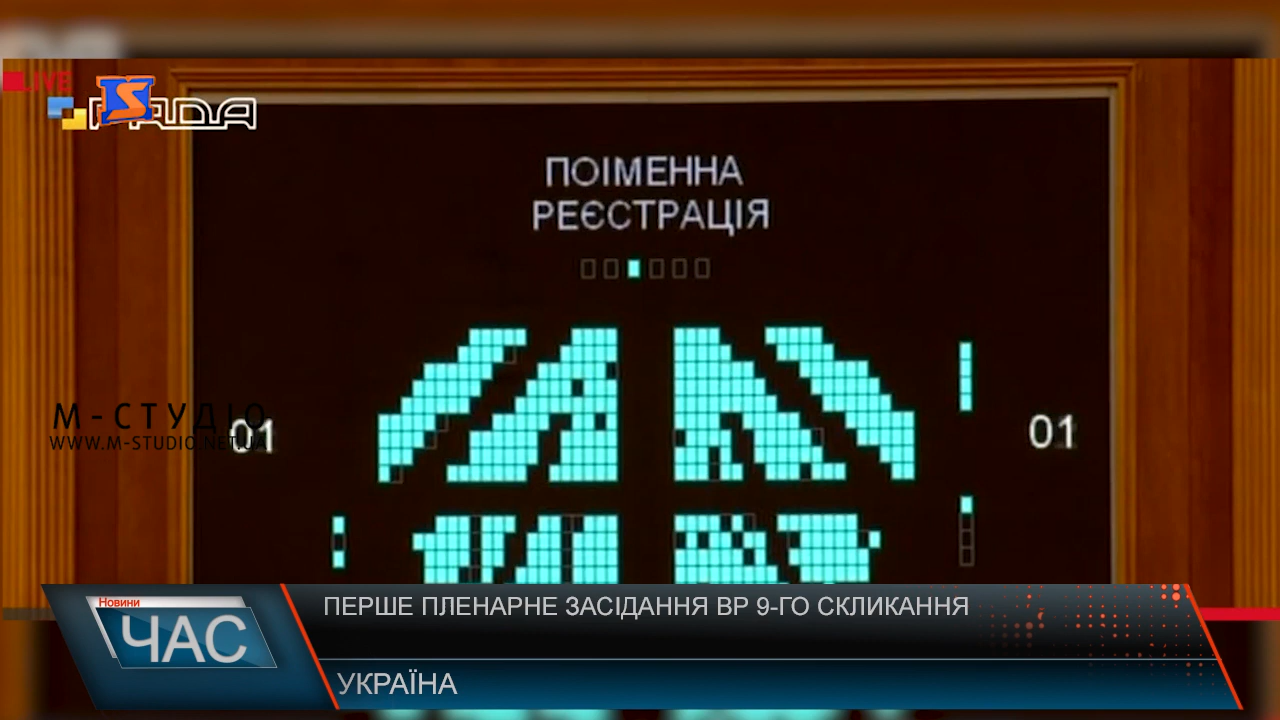 LIVE
РАДА
ПОІМЕННА
РЕЄСТРАЦІЯ
М-СТУДІО
WWW.M-STUDIO.NET.UA
01
01
Новини
ЧАС
ПЕРШЕ ПЛЕНАРНЕ ЗАСІДАННЯ ВР 9-ГО СКЛИКАННЯ
УКРАЇНА